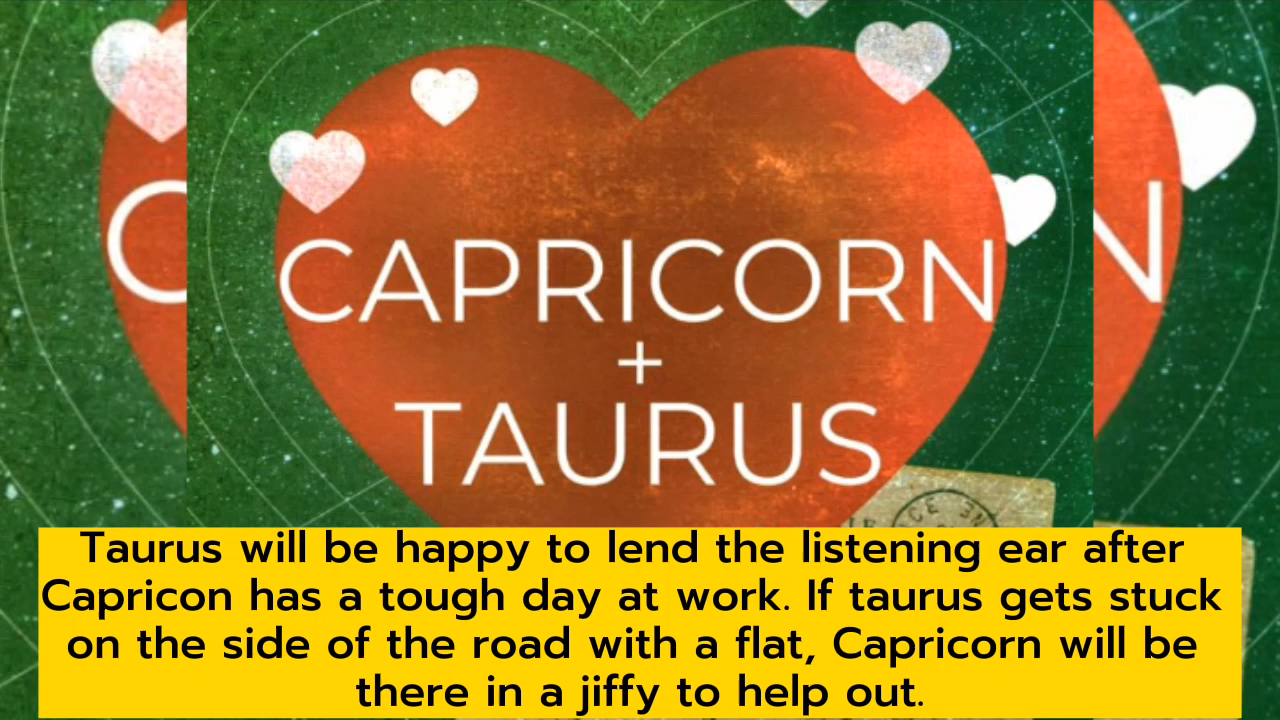 CAPRICORN
+
TAURUS
Taurus will be happy to lend the listening ear after
Capricon has a tough day at work. If taurus gets stuck
on the side of the road with a flat, Capricorn will be
there in a jiffy to help out.